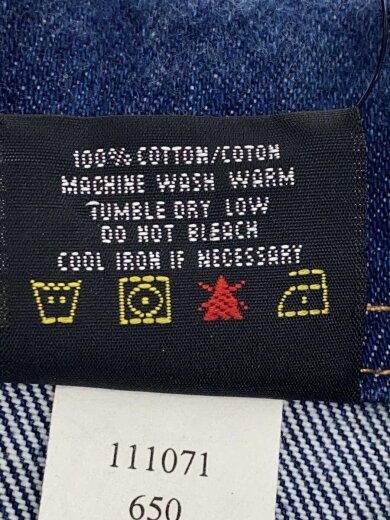 100% COTTON/COTON
MACHINE WASH WARM
TUMBLE DRY LOW
DO NOT BLEACH
COOL IRON IF NECESSARY
111071
650